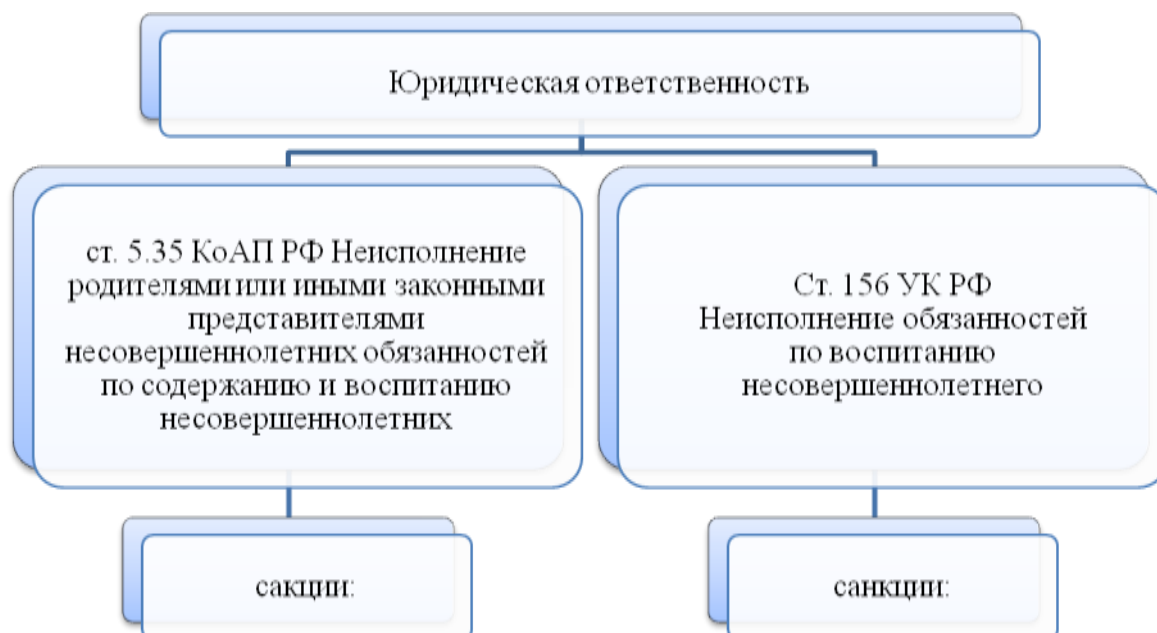 Юридическая ответственность
ст. 5.35 КоАП РФ Неисполнение
родителями или иными законными
представителями
несовершеннолетних обязанностей
по содержанию и воспитанию
несовершеннолетних
Ст. 156 УК РФ
Неисполнение обязанностей
по воспитанию
несовершеннолетнего
сакции:
санкции: